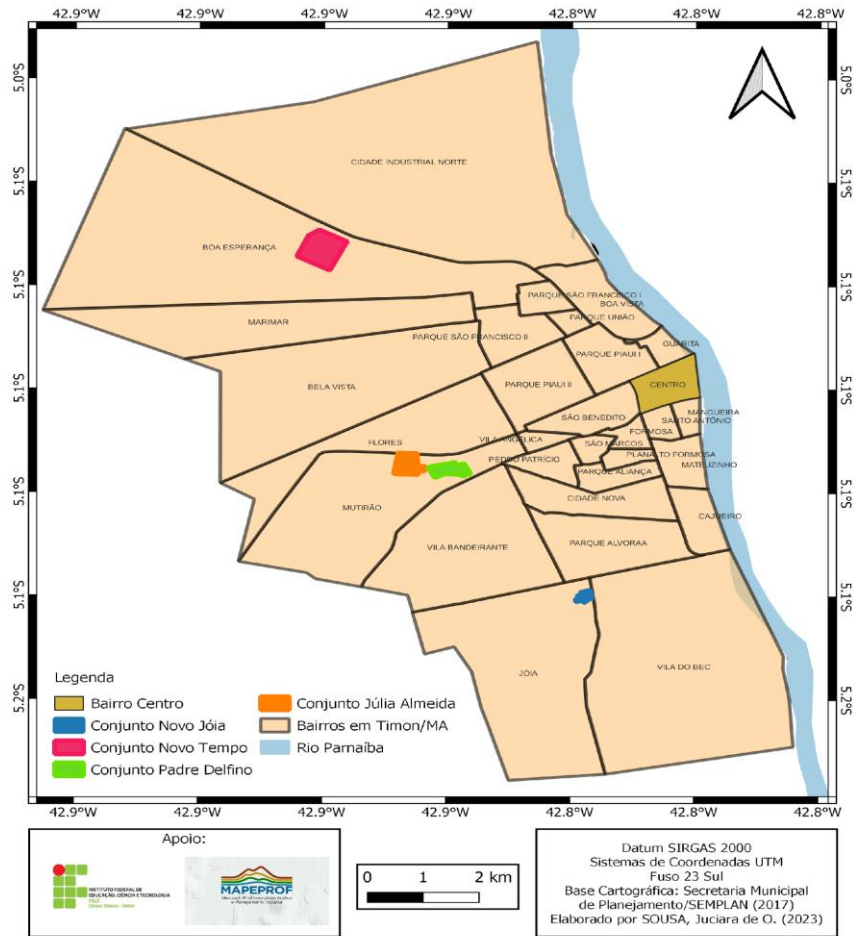 42.9°W 42.9°W 42.9°W 42.9°W 42.8°W 42.8°W 42.8°W
5.0°S 5.0°S
5.1°S 5.1°S
5.1°S 5.1°S
5.1°S 5.1°S
5.1°S 5.1°S
5.1°S 5.1°S
5.2°S 5.2°S
CIDADE INDUSTRIAL NORTE
BOA ESPERANÇA
PARQUE SÃO FRANCISCO I
BOA VISTA
MARIMAR
PARQUE UNIÃO
PARQUE SÃO FRANCISCO II
GUARITA
PARQUE PIAUI I
BELA VISTA
PARQUE PIAUI II
CENTRO
MANGUEIRA
SÃO BENEDITO
SANTO ANTÔNIO
FORMOSA
FLORES
VILA ANGÉLICA
SÃO MARCOS
PLANALTO FORMOSA
PEDRO PATRÍCIO
MATEUZINHO
PARQUE ALIANÇA
CIDADE NOVA
MUTIRÃO
CAJUEIRO
VILA BANDEIRANTE
PARQUE ALVORAA
JÓIA
VILA DO BEC
Legenda
Bairro Centro
Conjunto Novo Jóia
Conjunto Novo Tempo
Conjunto Padre Delfino
Conjunto Júlia Almeida
Bairros em Timon/MA
Rio Parnaíba
42.9°W 42.9°W 42.9°W 42.9°W 42.8°W 42.8°W 42.8°W
Apoio:
INSTITUTO FEDERAL DE
EDUCAÇÃO, CIÊNCIA E TECNOLOGIA
MAPEPROF
0 1 2 km
Datum SIRGAS 2000
Sistemas de Coordenadas UTM
Fuso 23 Sul
Base Cartográfica: Secretaria Municipal
de Planejamento/SEMPLAN (2017)
Elaborado por SOUSA, Juciara de O. (2023)